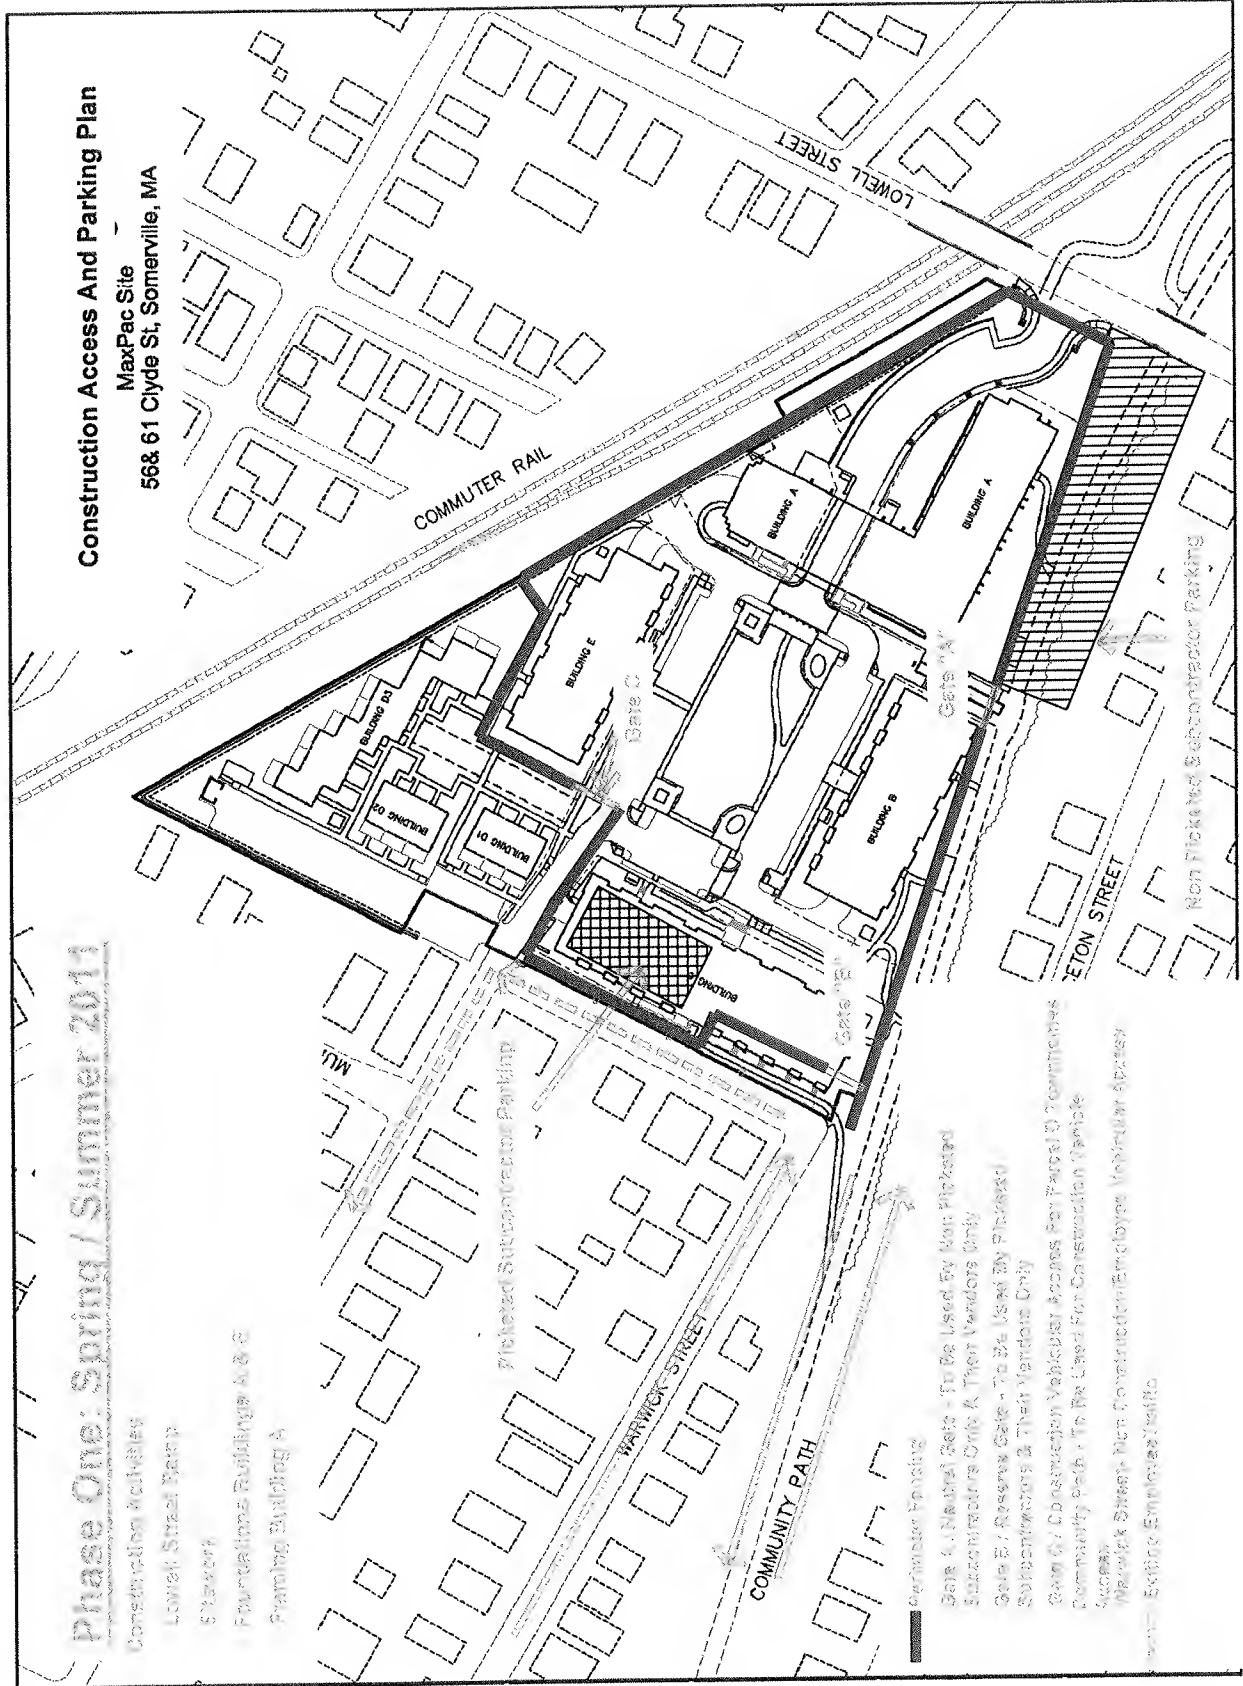 Construction Access And Parking Plan
MaxPac Site
56& 61 Clyde St, Somerville, MA
Phase One: Spring / Summer 2011
Construction Activities
Lowell Street Ramp
Sitework
Foundations Buildings A & B
Framing Building A
LOWELL STREET
COMMUTER RAIL
BUILDING A
BUILDING A
BUILDING E
BUILDING D3
BUILDING D2
BUILDING D1
BUILDING B
BUILDING
Gate C
Gate "A"
Gate "B"
Picketed Subcontractor Parking
Non Picketed Subcontractor Parking
MU
WARWICK STREET
COMMUNITY PATH
ETON STREET
Perimeter Fencing
Gate A / Neutral Gate - To Be Used By Non Picketed
Subcontractors Only & Their Vendors Only
Gate B / Reserve Gate - To Be Used By Picketed
Subcontractors & Their Vendors Only
Gate C / Construction Vehicular Access For Parcel D Townhomes
Community Path - To Be Used For Construction Vehicle
Access
Warwick Street- Non Construction Employee Vehicular Access
Exiting Employee Traffic